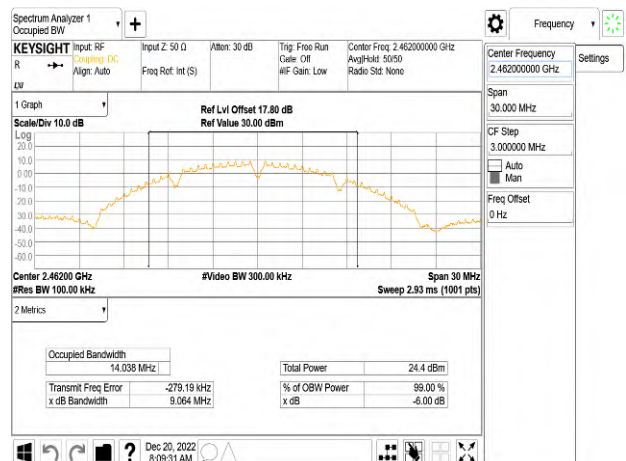 Spectrum Analyzer 1
Occupied BW
Frequency
KEYSIGHT
Input: RF
Coupling: DC
Align: Auto
Input Z: 50 Ω
Freq Ref: Int (S)
Atten: 30 dB
Trig: Free Run
Gate: Off
#IF Gain: Low
Center Freq: 2.462000000 GHz
Avg|Hold: 50/50
Radio Std: None
R
LXI
Center Frequency
2.462000000 GHz
Settings
Span
30.000 MHz
CF Step
3.000000 MHz
Auto
Man
Freq Offset
0 Hz
1 Graph
Scale/Div 10.0 dB
Ref Lvl Offset 17.80 dB
Ref Value 30.00 dBm
Log
20.0
10.0
0.00
-10.0
-20.0
-30.0
-40.0
-50.0
-60.0
Center 2.46200 GHz
#Res BW 100.00 kHz
#Video BW 300.00 kHz
Span 30 MHz
Sweep 2.93 ms (1001 pts)
2 Metrics
Occupied Bandwidth
14.038 MHz
Transmit Freq Error -279.19 kHz
x dB Bandwidth 9.064 MHz
Total Power 24.4 dBm
% of OBW Power 99.00 %
x dB -6.00 dB
?
Dec 20, 2022
8:09:31 AM